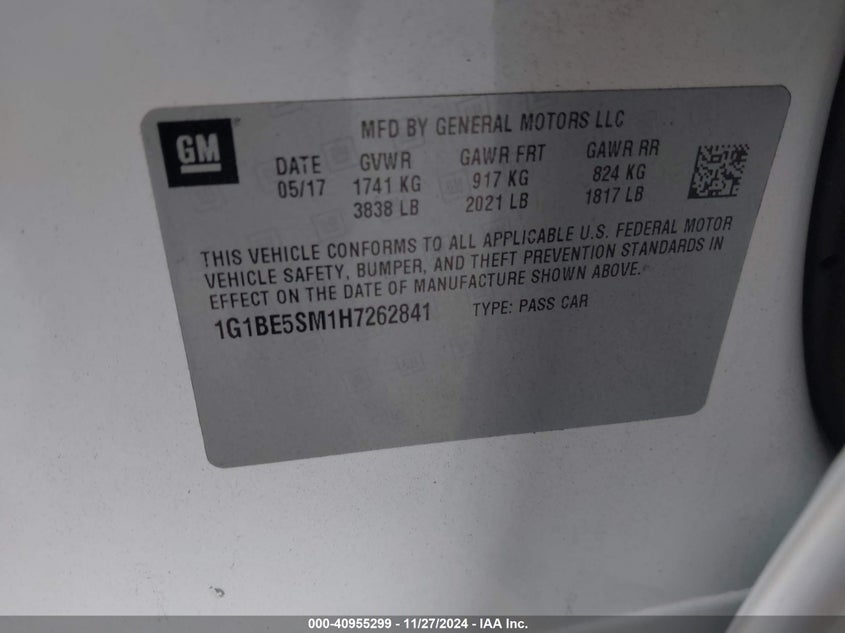 GM
MFD BY GENERAL MOTORS LLC
DATE GVWR GAWR FRT GAWR RR
05/17 1741 KG 917 KG 824 KG
3838 LB 2021 LB 1817 LB
THIS VEHICLE CONFORMS TO ALL APPLICABLE U.S. FEDERAL MOTOR
VEHICLE SAFETY, BUMPER, AND THEFT PREVENTION STANDARDS IN
EFFECT ON THE DATE OF MANUFACTURE SHOWN ABOVE.
1G1BE5SM1H7262841 TYPE: PASS CAR
000-40955299 - 11/27/2024 - IAA Inc.